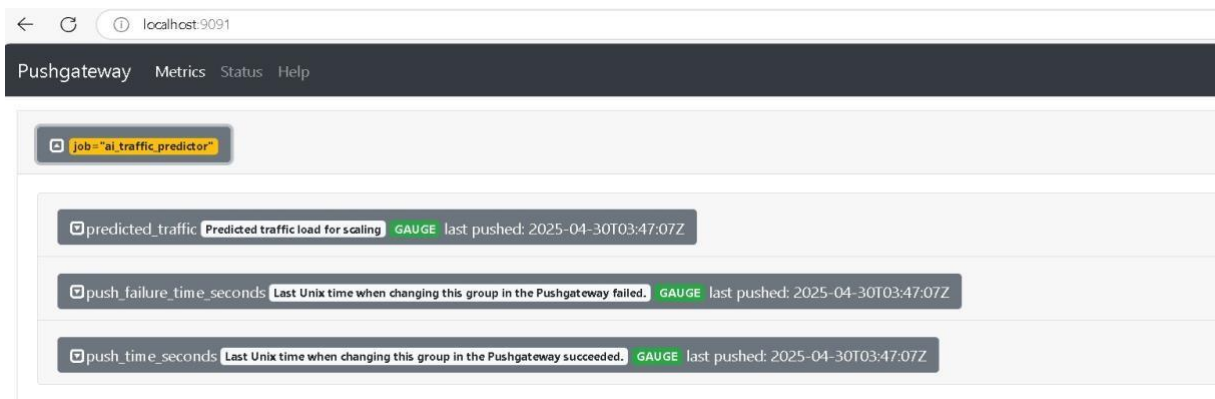 localhost:9091
Pushgateway Metrics Status Help
job="ai_traffic_predictor"
predicted_traffic Predicted traffic load for scaling GAUGE last pushed: 2025-04-30T03:47:07Z
push_failure_time_seconds Last Unix time when changing this group in the Pushgateway failed. GAUGE last pushed: 2025-04-30T03:47:07Z
push_time_seconds Last Unix time when changing this group in the Pushgateway succeeded. GAUGE last pushed: 2025-04-30T03:47:07Z